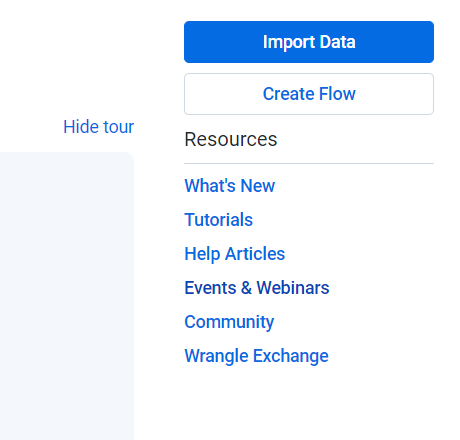 Import Data
Create Flow
Hide tour
Resources
What's New
Tutorials
Help Articles
Events & Webinars
Community
Wrangle Exchange